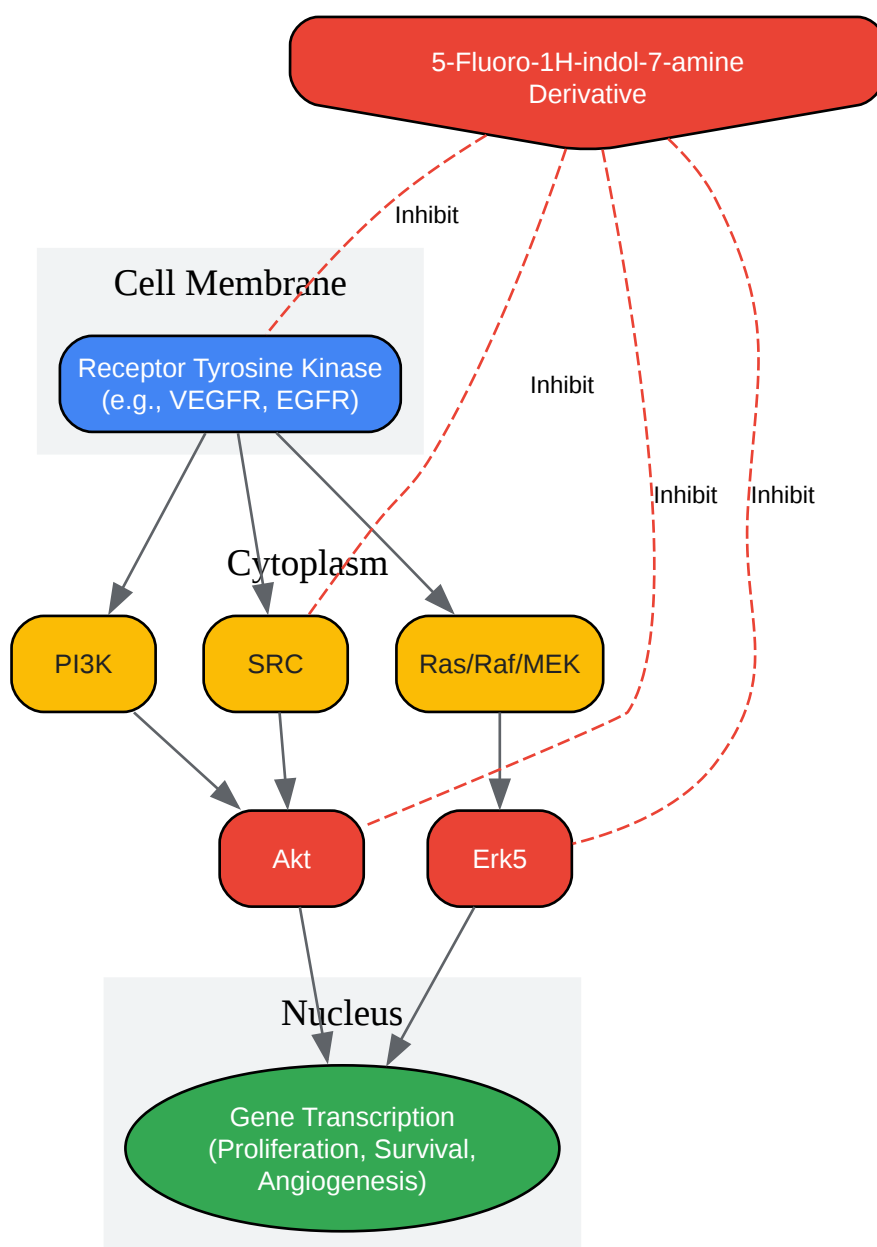 5-Fluoro-1H-indol-7-amine
Derivative
Inhibit
Cell Membrane
Receptor Tyrosine Kinase
(e.g., VEGFR, EGFR)
Inhibit
Inhibit
Inhibit
Cytoplasm
PI3K
SRC
Ras/Raf/MEK
Akt
Erk5
Nucleus
Gene Transcription
(Proliferation, Survival,
Angiogenesis)